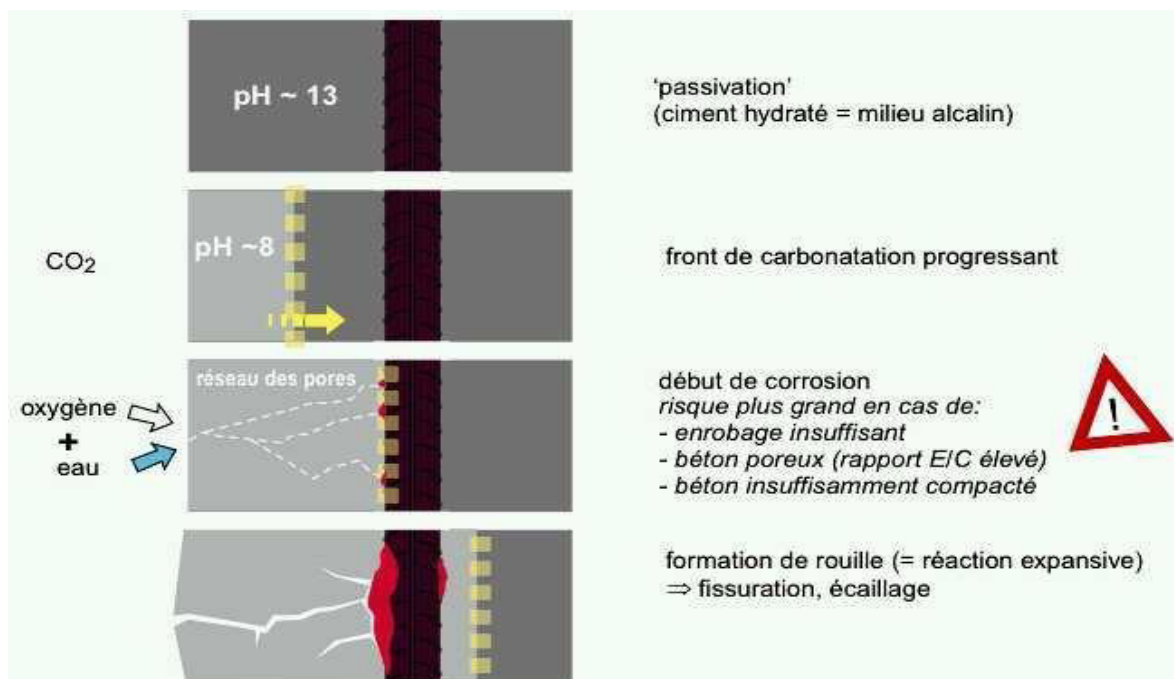 pH ~ 13
'passivation'
(ciment hydraté = milieu alcalin)
CO2
pH ~8
front de carbonatation progressant
réseau des pores
oxygène
+
eau
début de corrosion
risque plus grand en cas de:
- enrobage insuffisant
- béton poreux (rapport E/C élevé)
- béton insuffisamment compacté
!
formation de rouille (= réaction expansive)
⇒ fissuration, écaillage